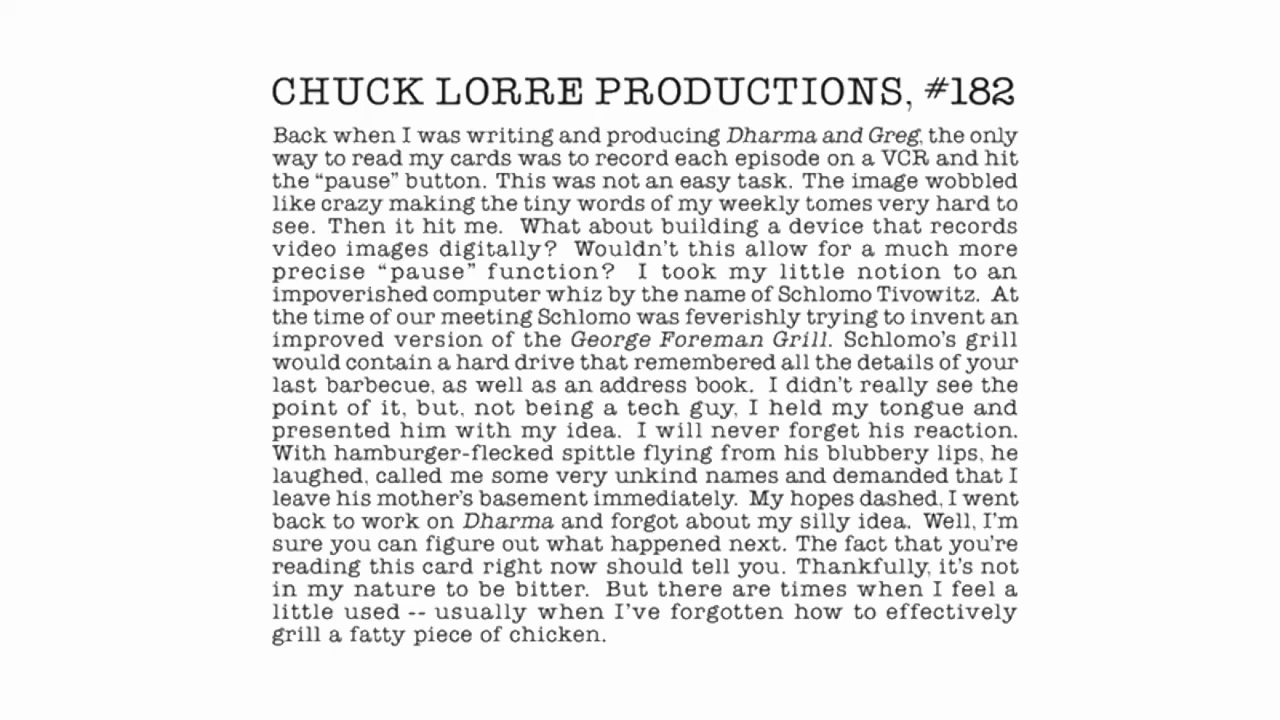 CHUCK LORRE PRODUCTIONS, #182
Back when I was writing and producing Dharma and Greg, the only
way to read my cards was to record each episode on a VCR and hit
the “pause” button. This was not an easy task. The image wobbled
like crazy making the tiny words of my weekly tomes very hard to
see. Then it hit me. What about building a device that records
video images digitally? Wouldn’t this allow for a much more
precise “pause” function? I took my little notion to an
impoverished computer whiz by the name of Schlomo Tivowitz. At
the time of our meeting Schlomo was feverishly trying to invent an
improved version of the George Foreman Grill. Schlomo’s grill
would contain a hard drive that remembered all the details of your
last barbecue, as well as an address book. I didn’t really see the
point of it, but, not being a tech guy, I held my tongue and
presented him with my idea. I will never forget his reaction.
With hamburger-flecked spittle flying from his blubbery lips, he
laughed, called me some very unkind names and demanded that I
leave his mother’s basement immediately. My hopes dashed, I went
back to work on Dharma and forgot about my silly idea. Well, I’m
sure you can figure out what happened next. The fact that you’re
reading this card right now should tell you. Thankfully, it’s not
in my nature to be bitter. But there are times when I feel a
little used -- usually when I’ve forgotten how to effectively
grill a fatty piece of chicken.